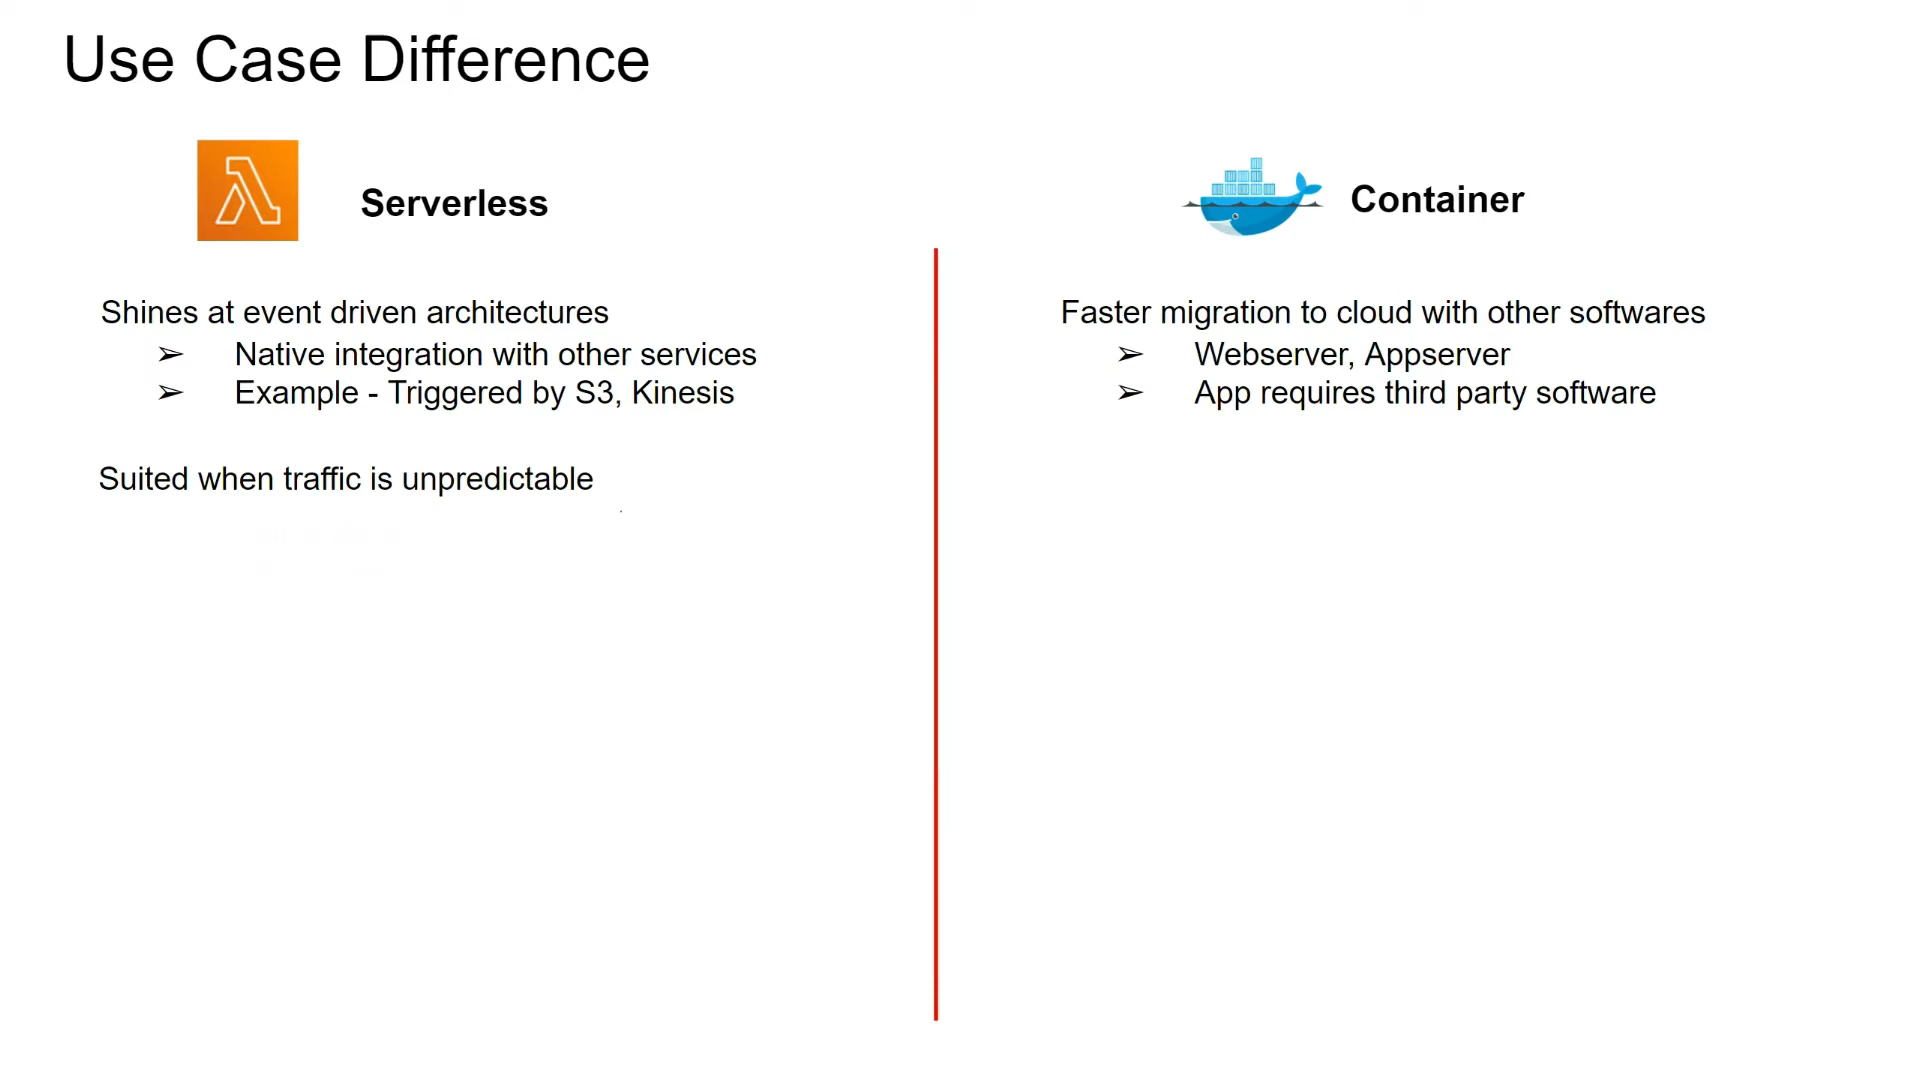 Use Case Difference
Serverless
Shines at event driven architectures
➢ Native integration with other services
➢ Example - Triggered by S3, Kinesis
Suited when traffic is unpredictable
Container
Faster migration to cloud with other softwares
➢ Webserver, Appserver
➢ App requires third party software